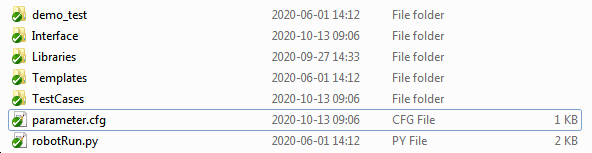 demo_test 2020-06-01 14:12 File folder
Interface 2020-10-13 09:06 File folder
Libraries 2020-09-27 14:33 File folder
Templates 2020-06-01 14:12 File folder
TestCases 2020-10-13 09:06 File folder
parameter.cfg 2020-10-13 09:06 CFG File 1 KB
robotRun.py 2020-06-01 14:12 PY File 2 KB